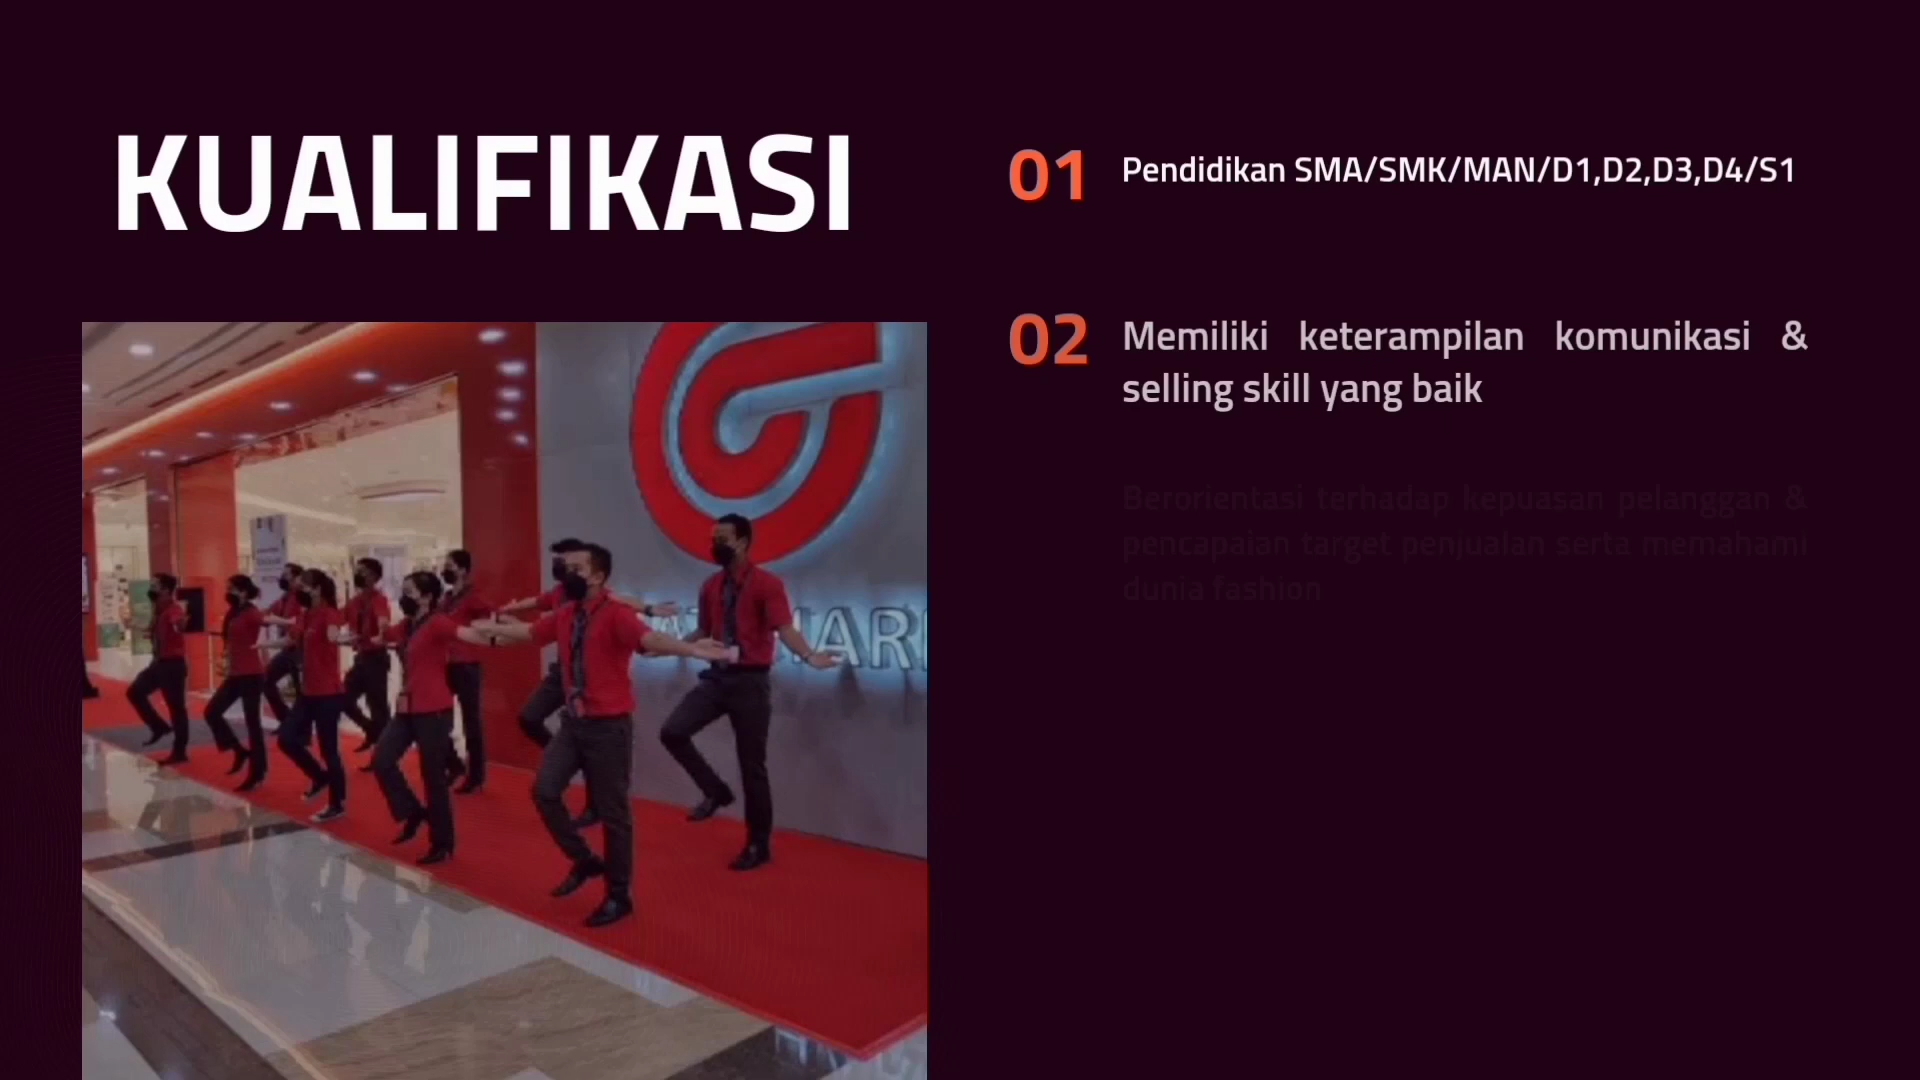 KUALIFIKASI
01 Pendidikan SMA/SMK/MAN/D1,D2,D3,D4/S1
02 Memiliki keterampilan komunikasi &
selling skill yang baik
Berorientasi terhadap kepuasan pelanggan &
pencapaian target penjualan serta memahami
dunia fashion